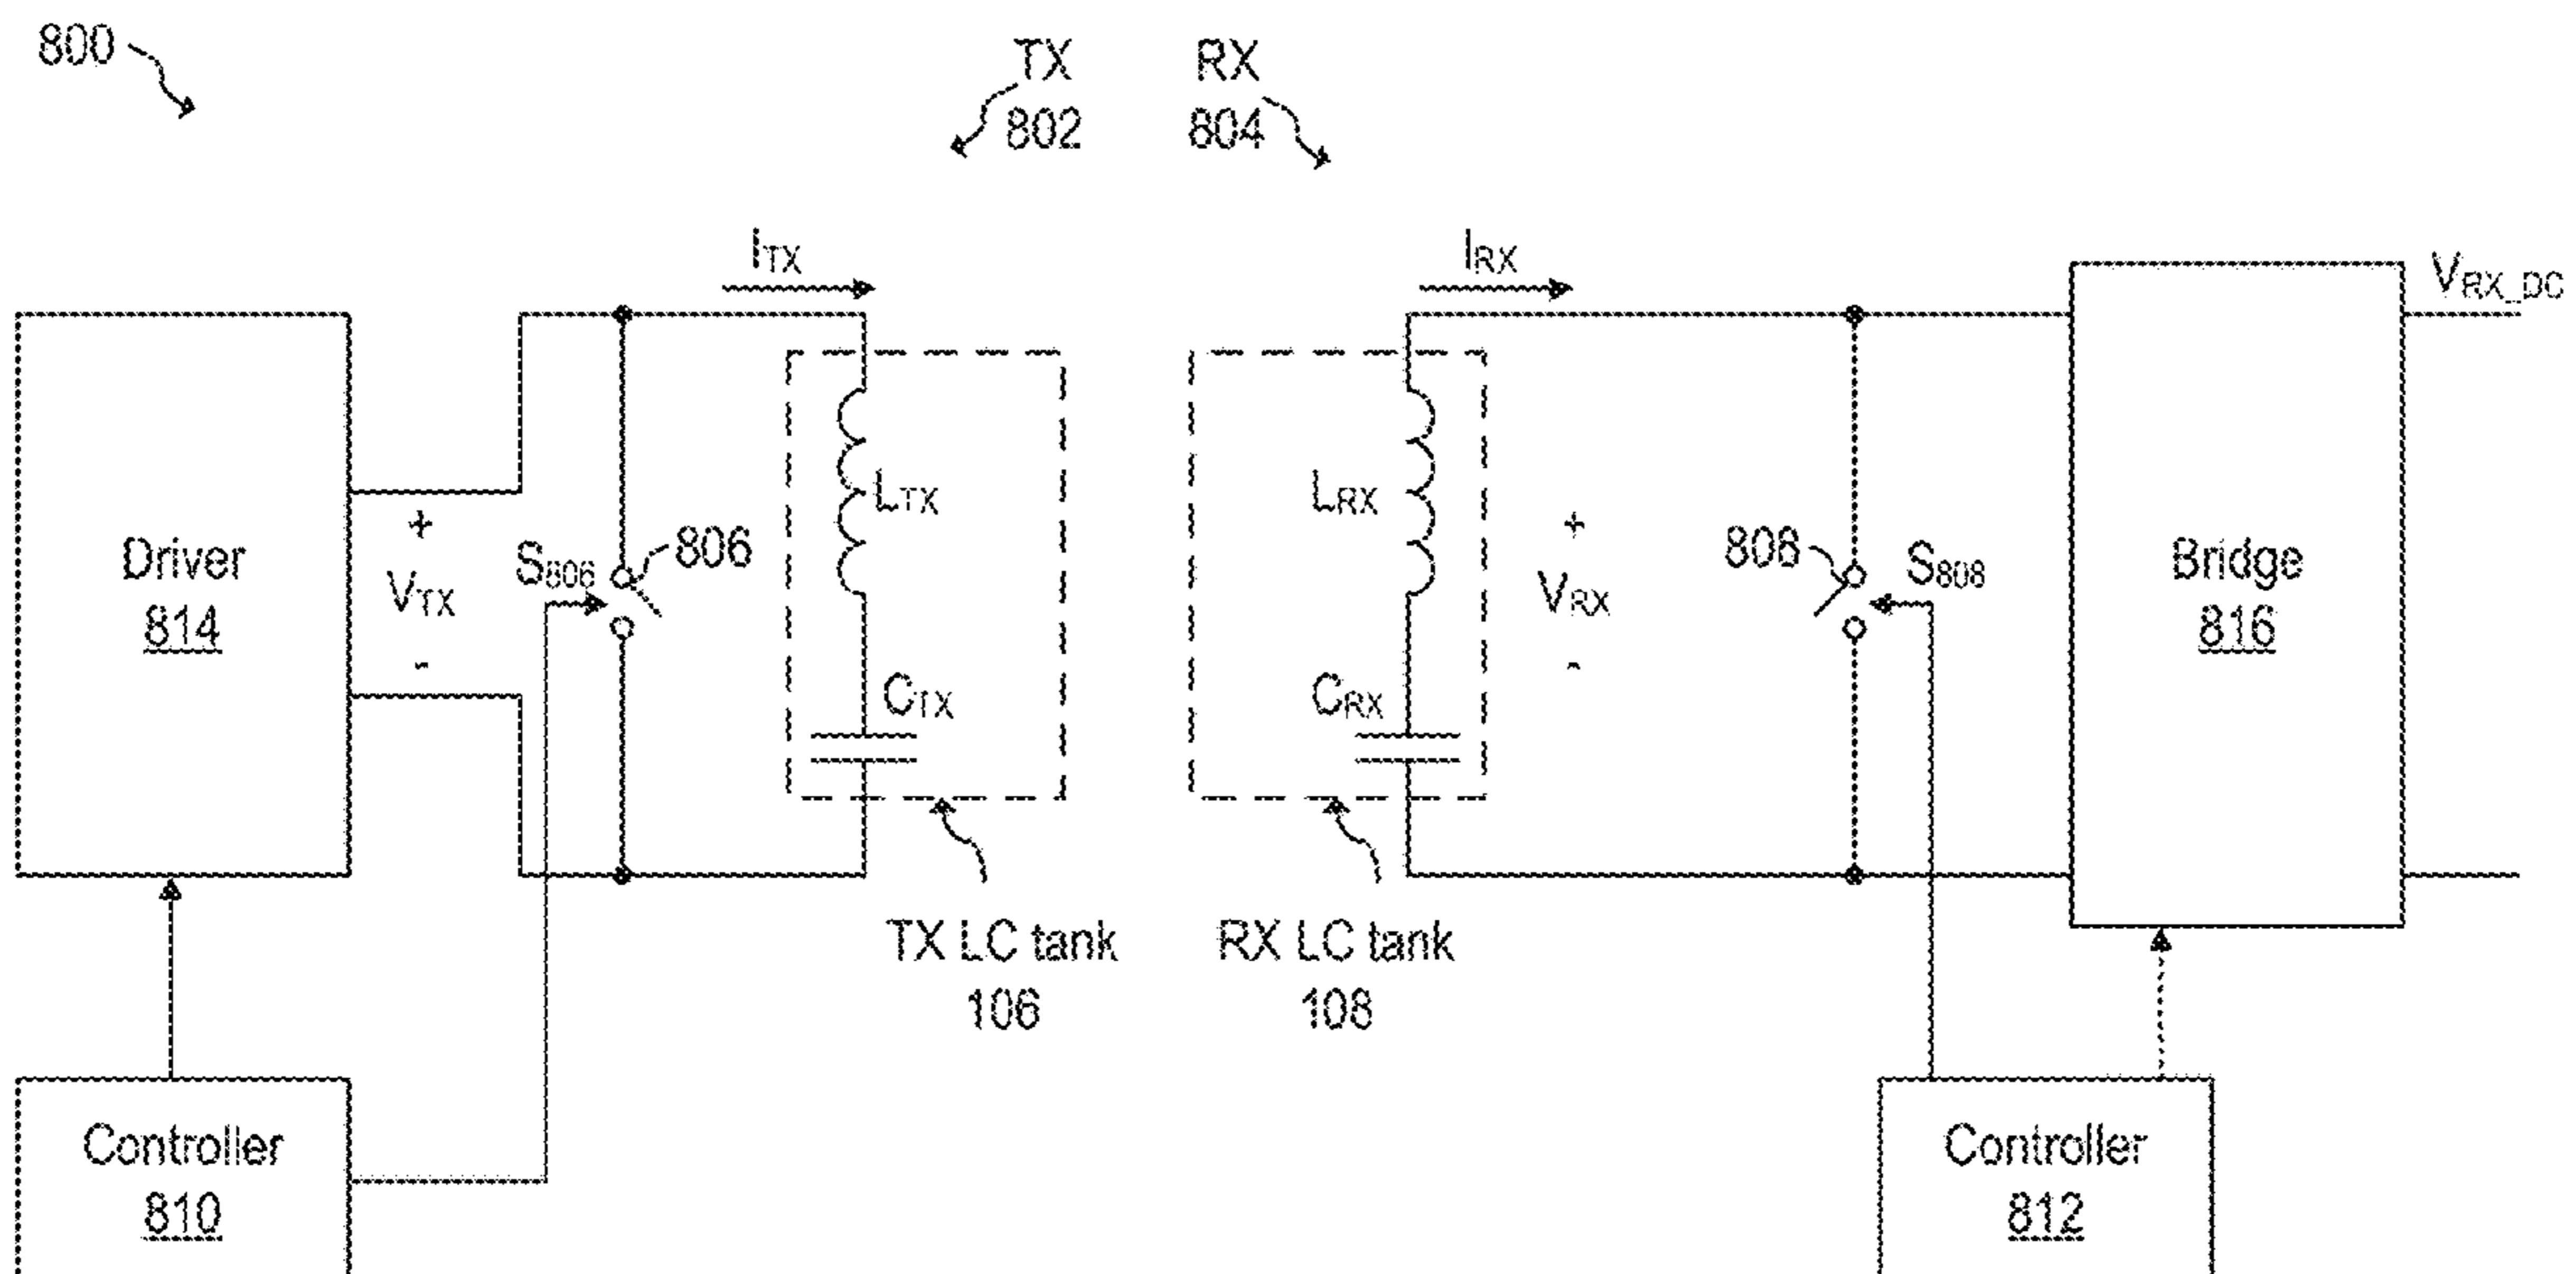 800
TX
802
RX
804
ITX
IRX
VRX_DC
Driver
814
+
VTX
-
S806
806
LTX
CTX
LRX
CRX
+
VRX
-
808
S808
Bridge
816
TX LC tank
106
RX LC tank
108
Controller
810
Controller
812